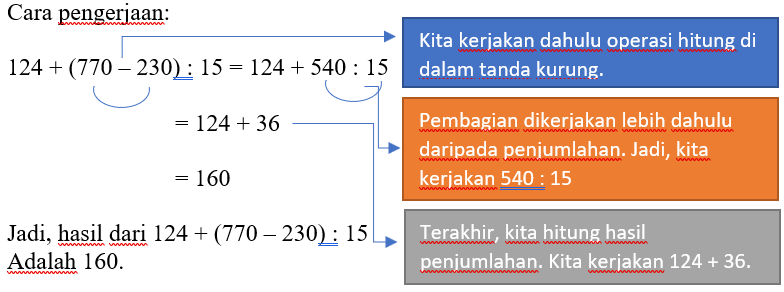 Cara pengerjaan:
124 + (770 – 230) : 15 = 124 + 540 : 15
= 124 + 36
= 160
Jadi, hasil dari 124 + (770 – 230) : 15
Adalah 160.
Kita kerjakan dahulu operasi hitung di
dalam tanda kurung.
Pembagian dikerjakan lebih dahulu
daripada penjumlahan. Jadi, kita
kerjakan 540 : 15
Terakhir, kita hitung hasil
penjumlahan. Kita kerjakan 124 + 36.